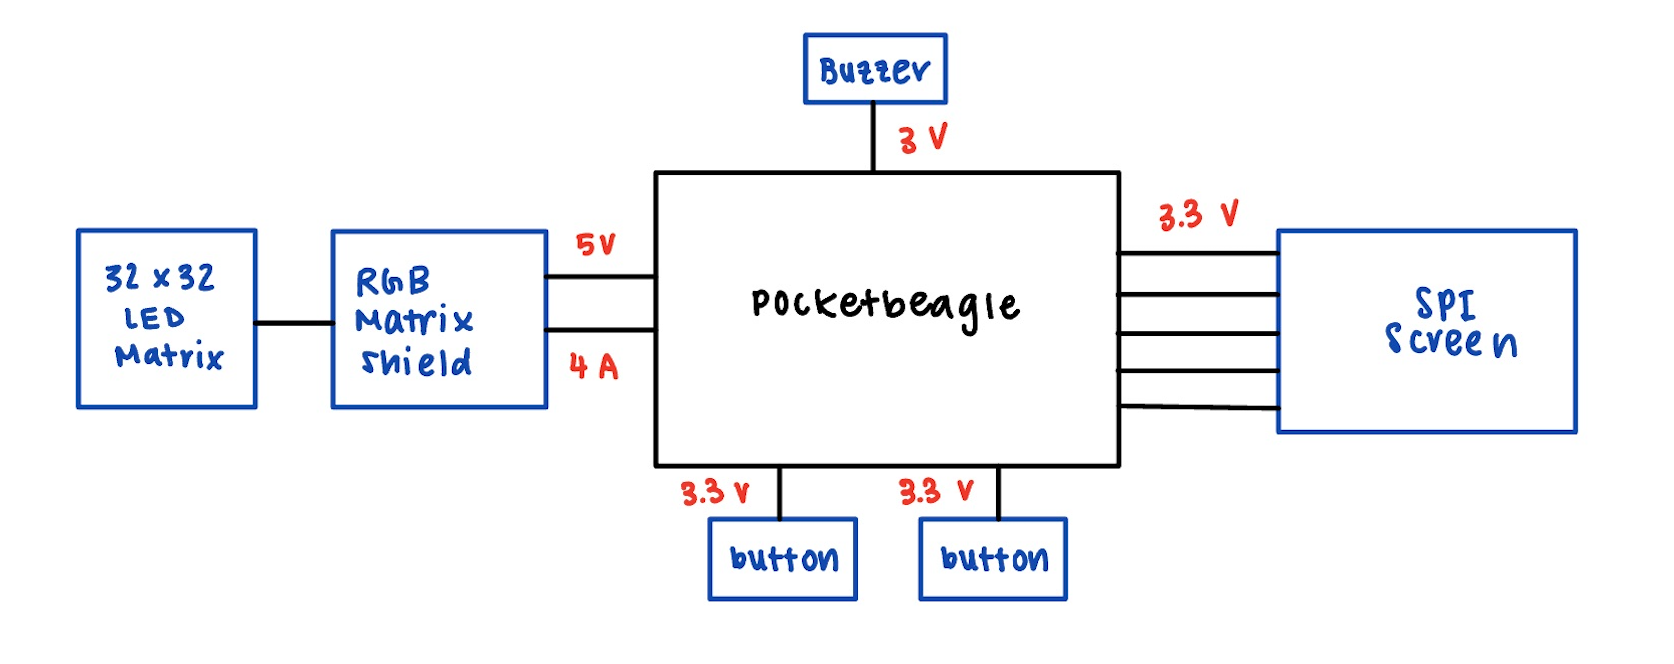 Buzzer
3 V
3.3 V
5V
32 x 32
LED
Matrix
RGB
Matrix
Shield
4 A
Pocketbeagle
SPI
Screen
3.3 V
3.3 V
button
button